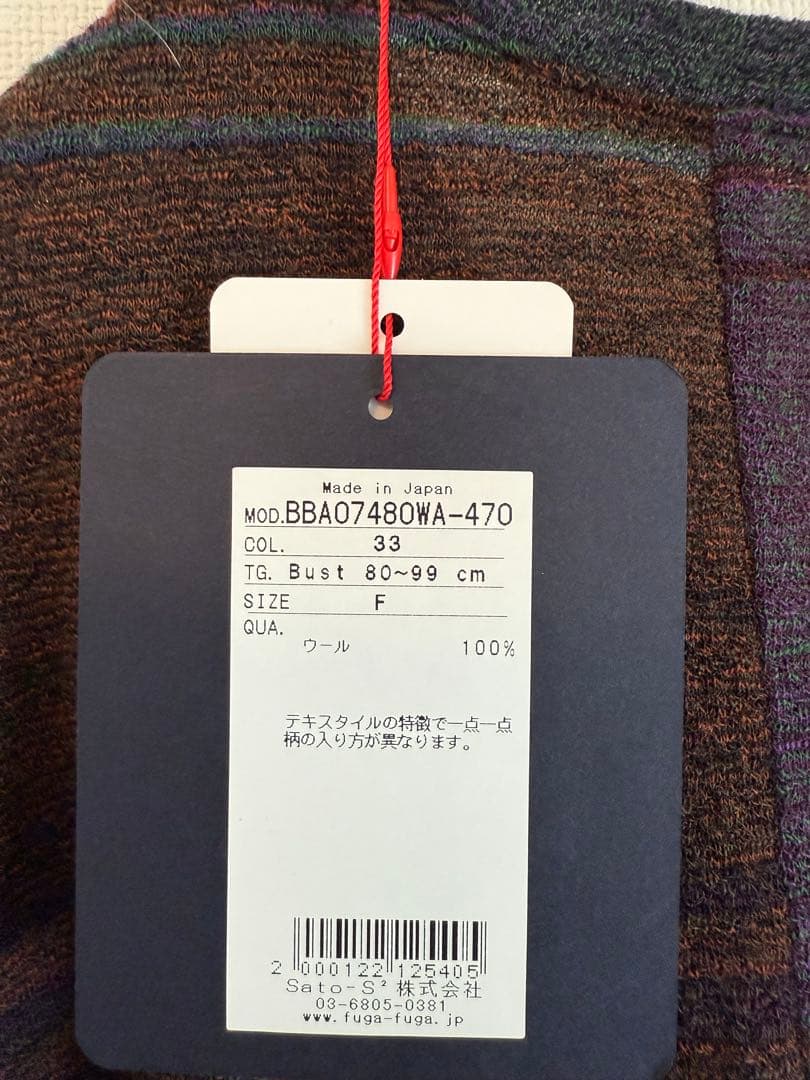 Made in Japan
MOD.BBA07480WA-470
COL. 33
TG. Bust 80~99 cm
SIZE F
QUA.
ウール 100%
テキスタイルの特徴で一点一点
柄の入り方が異なります。
2 000122 125405
Sato-S²株式会社
03-6805-0381
www.fuga-fuga.jp